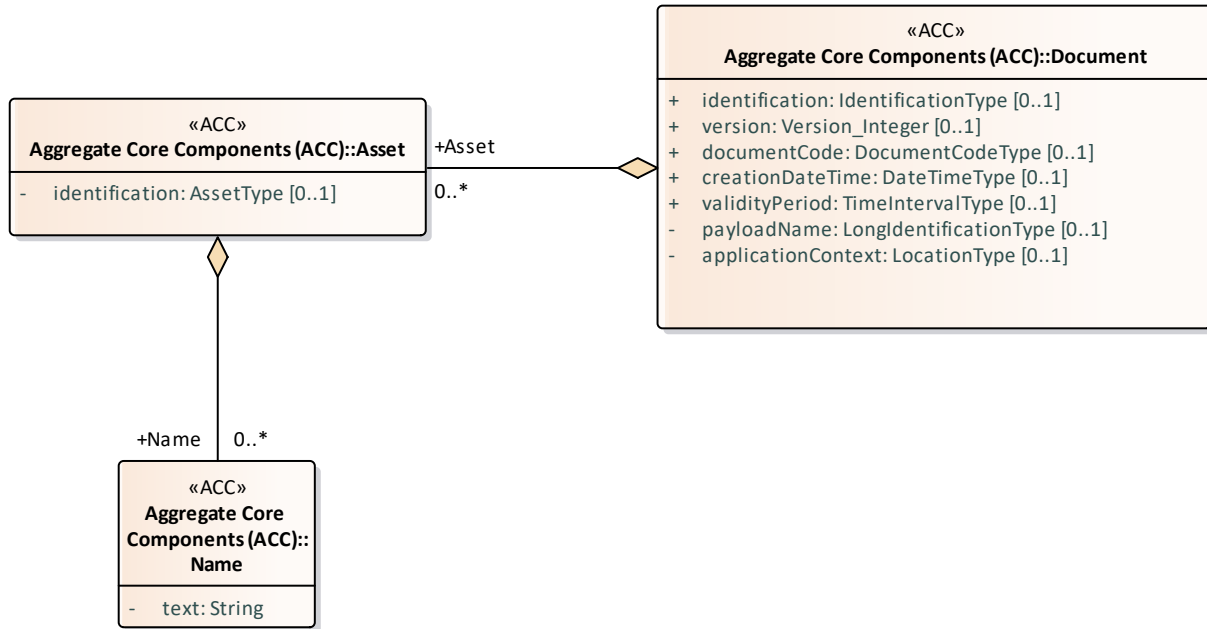 «ACC»
Aggregate Core Components (ACC)::Document
+ identification: IdentificationType [0..1]
+ version: Version_Integer [0..1]
+ documentCode: DocumentCodeType [0..1]
+ creationDateTime: DateTimeType [0..1]
+ validityPeriod: TimeIntervalType [0..1]
- payloadName: LongIdentificationType [0..1]
- applicationContext: LocationType [0..1]
«ACC»
Aggregate Core Components (ACC)::Asset
- identification: AssetType [0..1]
+Asset
0..*
+Name 0..*
«ACC»
Aggregate Core
Components (ACC)::
Name
- text: String